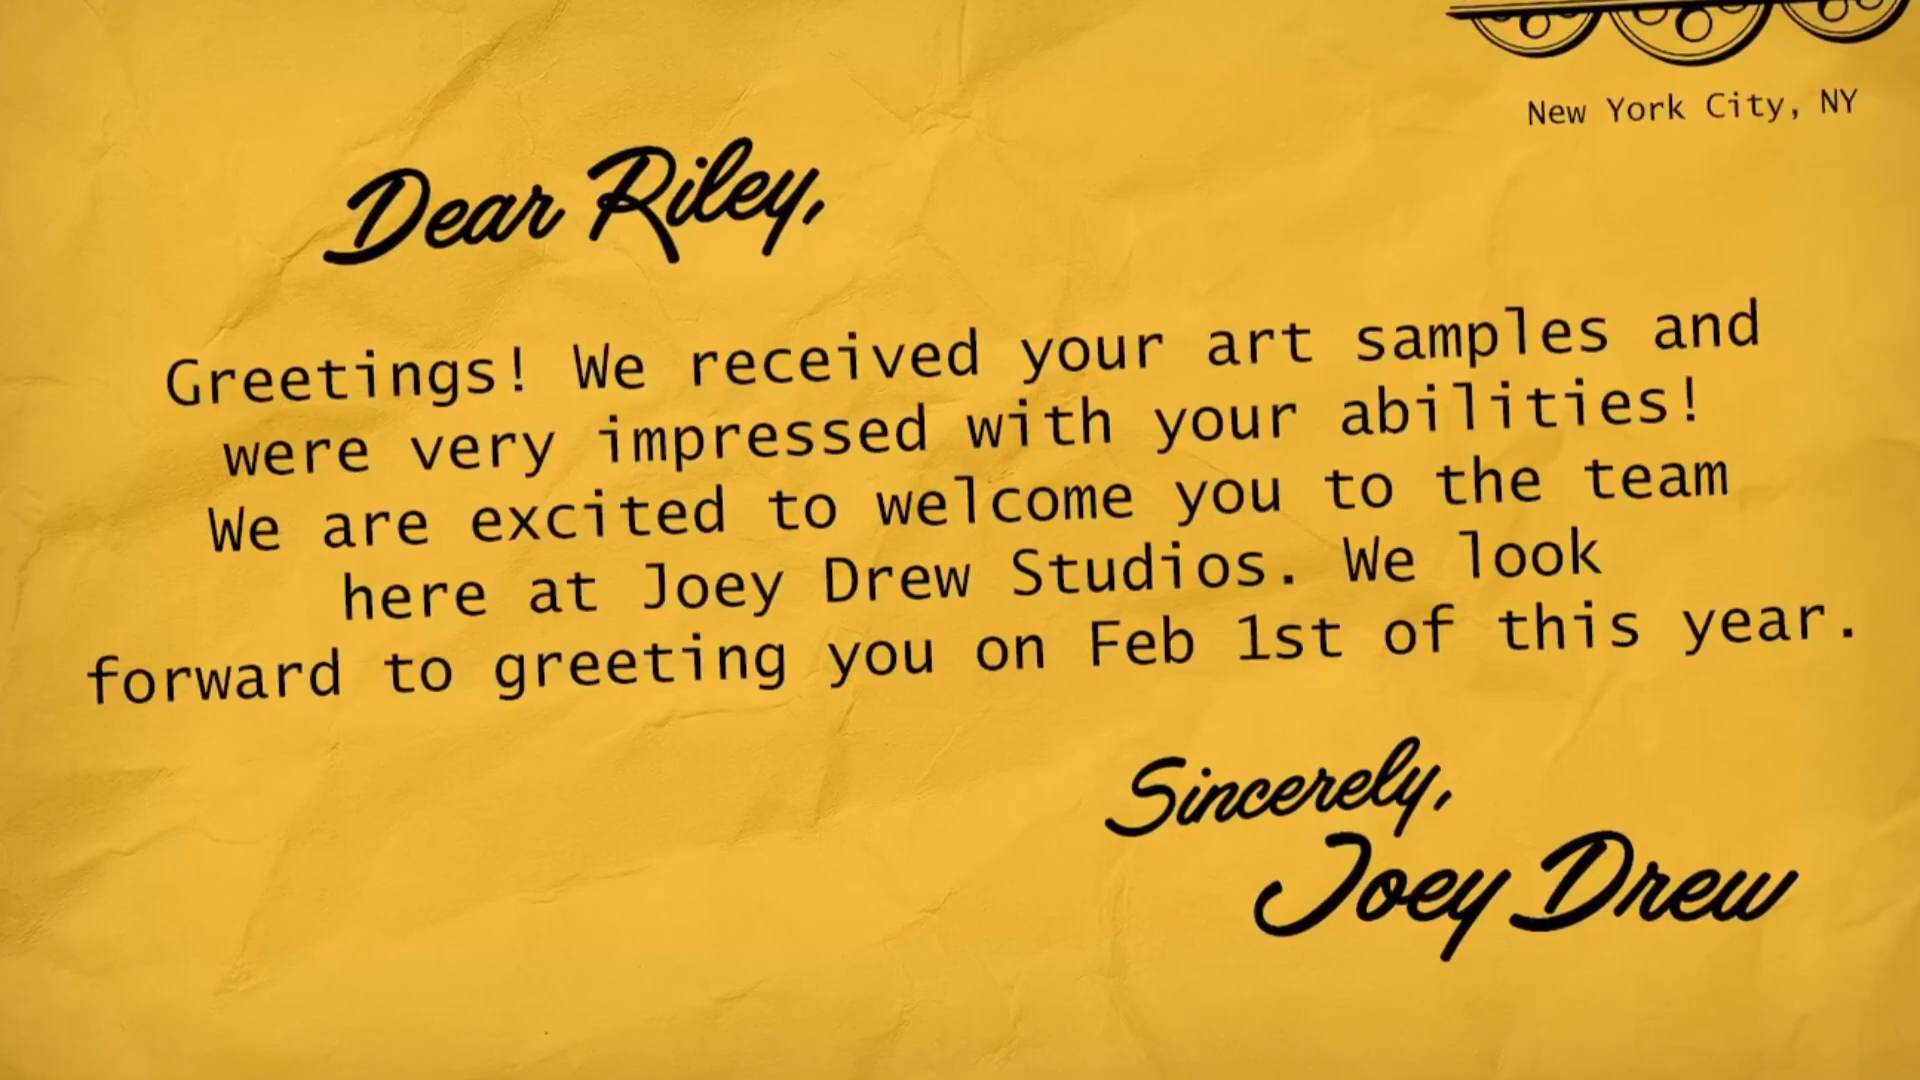 New York City, NY
Dear Riley,
Greetings! We received your art samples and
were very impressed with your abilities!
We are excited to welcome you to the team
here at Joey Drew Studios. We look
forward to greeting you on Feb 1st of this year.
Sincerely,
Joey Drew